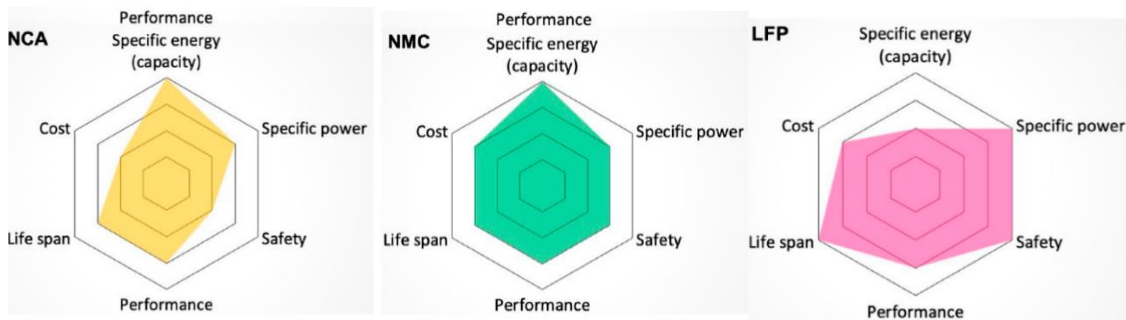 NCA
Performance
Specific energy
(capacity)
Cost
Specific power
Life span
Safety
Performance
NMC
Performance
Specific energy
(capacity)
Cost
Specific power
Life span
Safety
Performance
LFP
Specific energy
(capacity)
Cost
Specific power
Life span
Safety
Performance